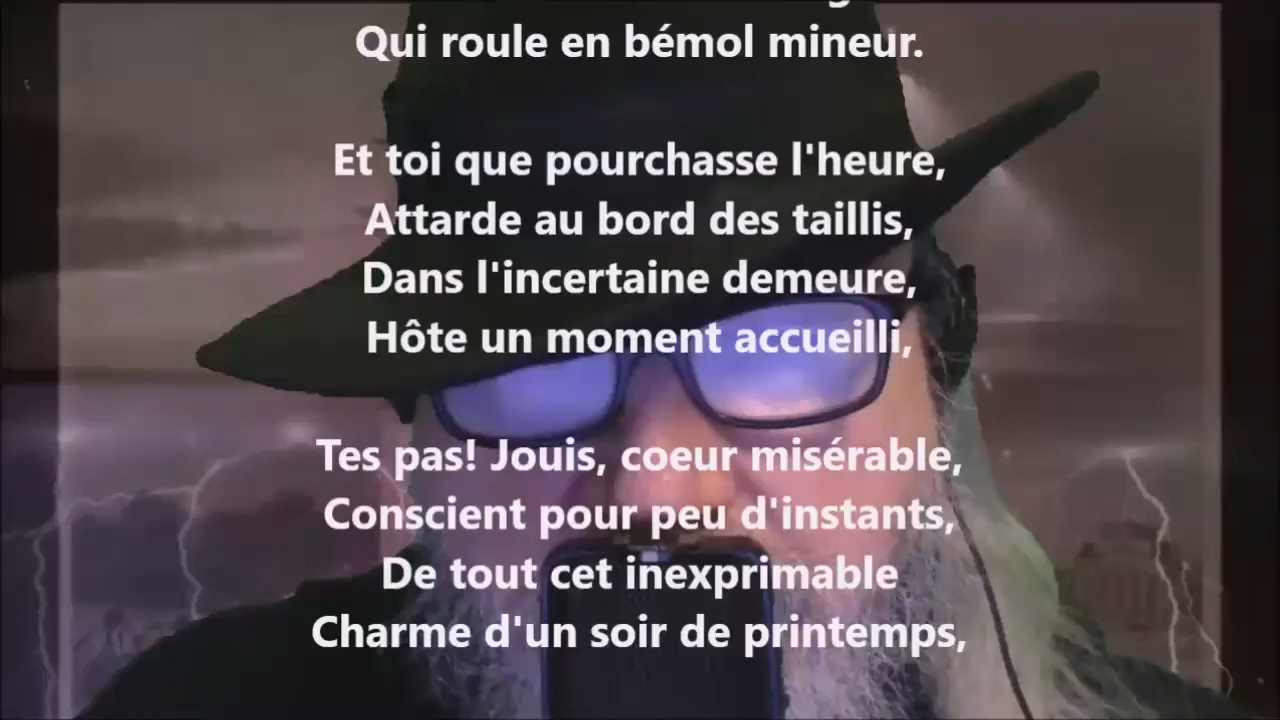 Qui roule en bémol mineur.
Et toi que pourchasse l'heure,
Attarde au bord des taillis,
Dans l'incertaine demeure,
Hôte un moment accueilli,
Tes pas! Jouis, coeur misérable,
Conscient pour peu d'instants,
De tout cet inexprimable
Charme d'un soir de printemps,